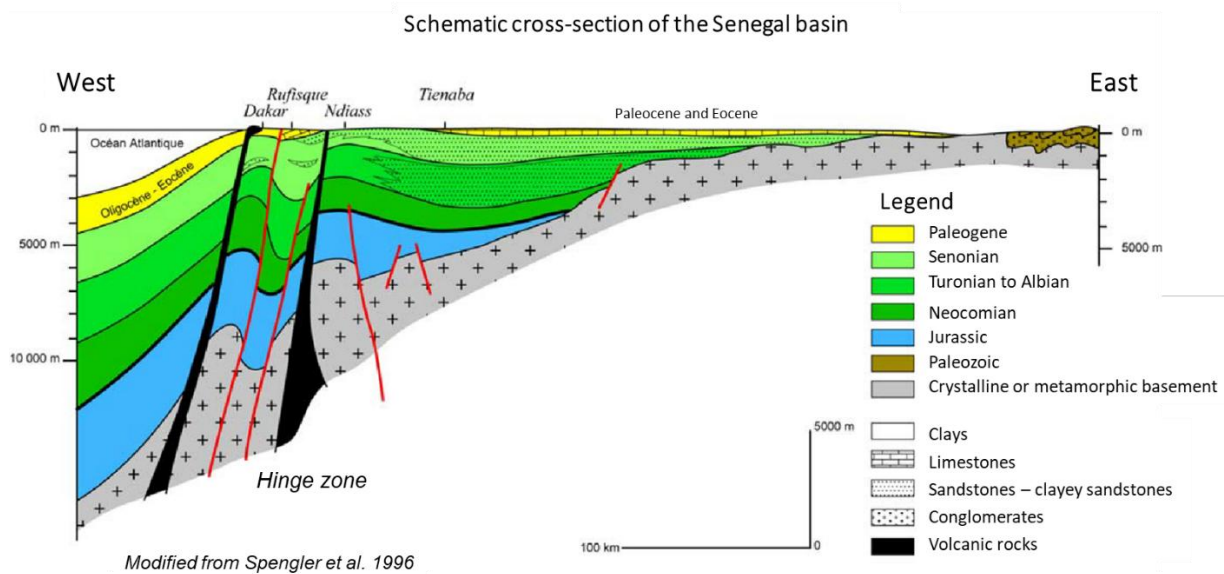 Schematic cross-section of the Senegal basin
West
East
Rufisque
Dakar
Ndiass
Tienaba
Paleocene and Eocene
0 m
Océan Atlantique
Oligocène - Eocène
5000 m
10 000 m
0 m
5000 m
Hinge zone
Legend
Paleogene
Senonian
Turonian to Albian
Neocomian
Jurassic
Paleozoic
Crystalline or metamorphic basement
Clays
Limestones
Sandstones – clayey sandstones
Conglomerates
Volcanic rocks
5000 m
0
100 km
Modified from Spengler et al. 1996